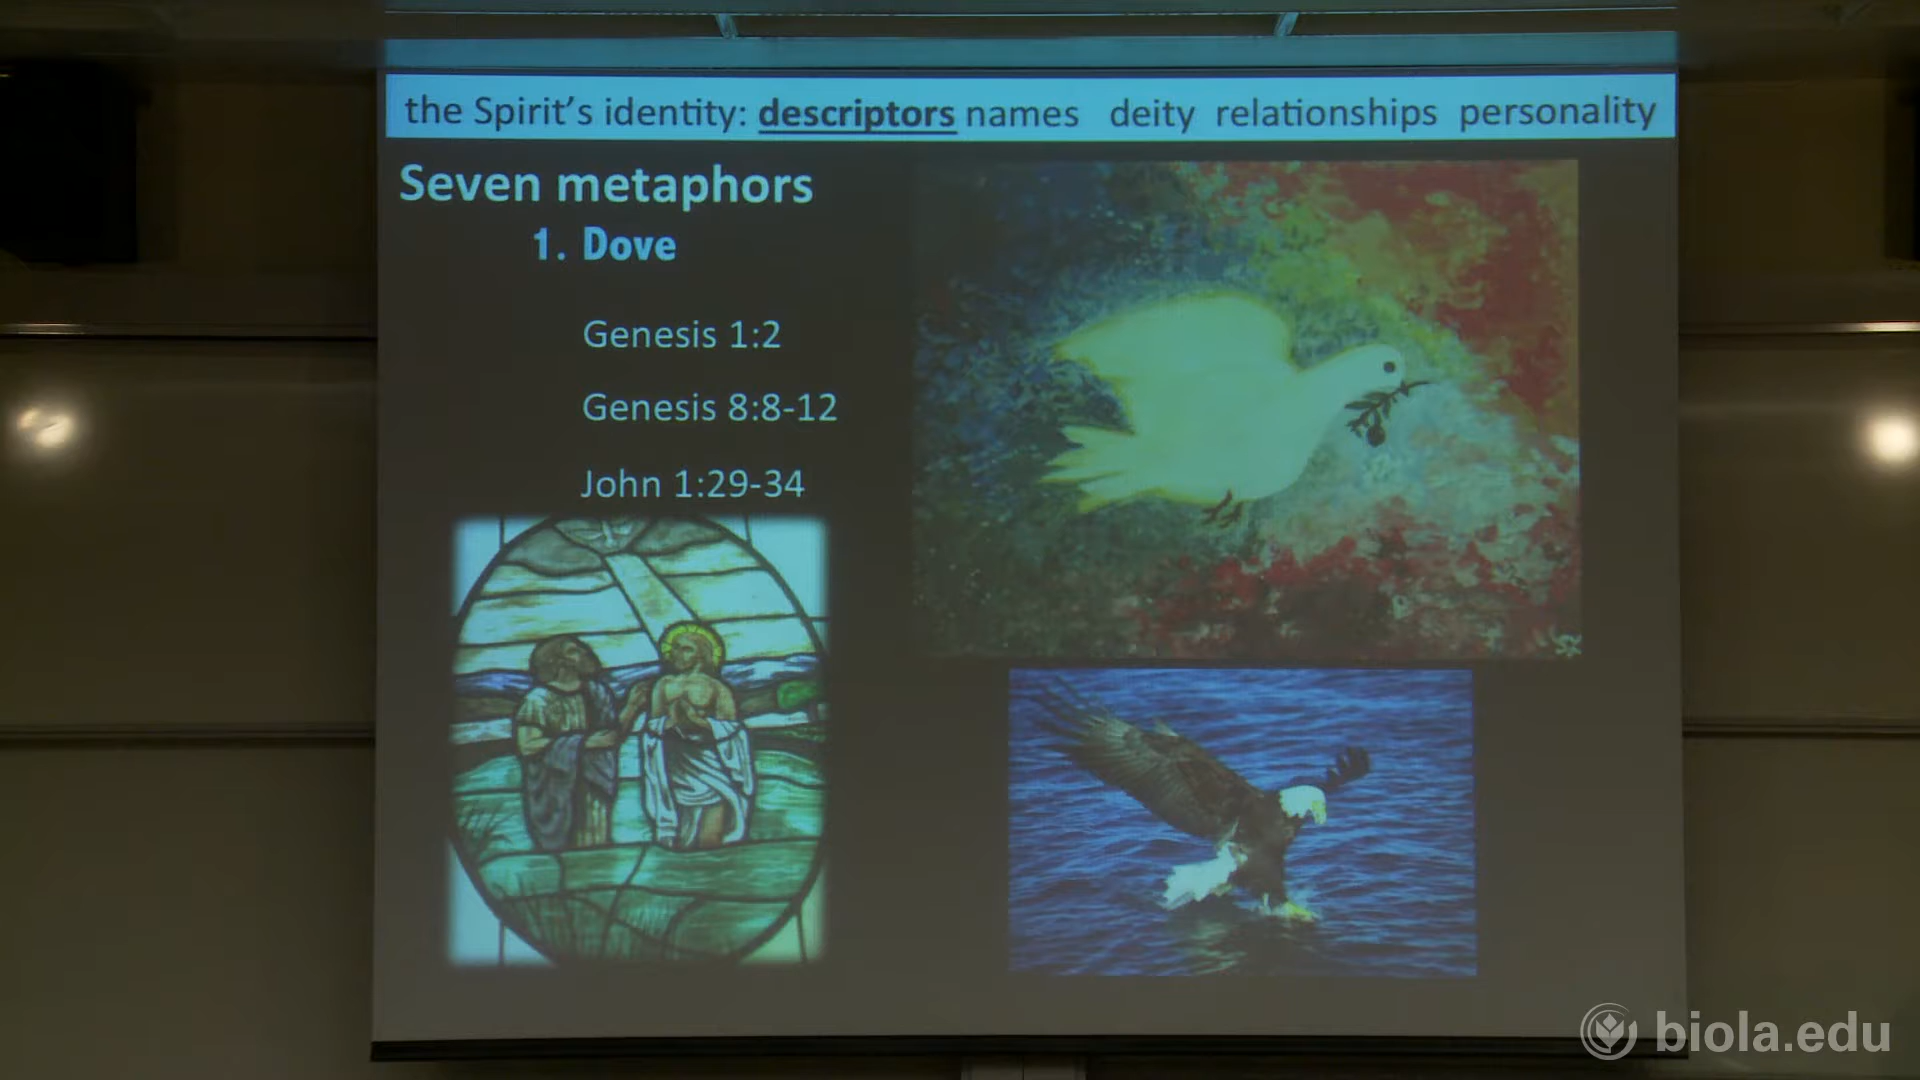 the Spirit's identity: descriptors names deity relationships personality
Seven metaphors
1. Dove
Genesis 1:2
Genesis 8:8-12
John 1:29-34
biola.edu